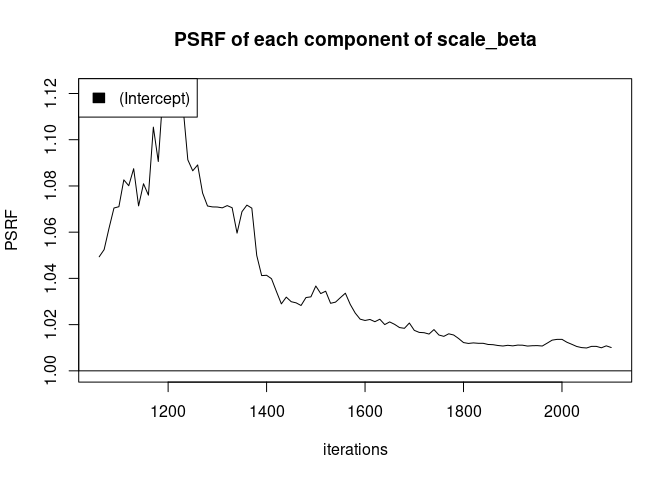 PSRF of each component of scale_beta
(Intercept)
PSRF
1.12
1.10
1.08
1.06
1.04
1.02
1.00
1200 1400 1600 1800 2000
iterations